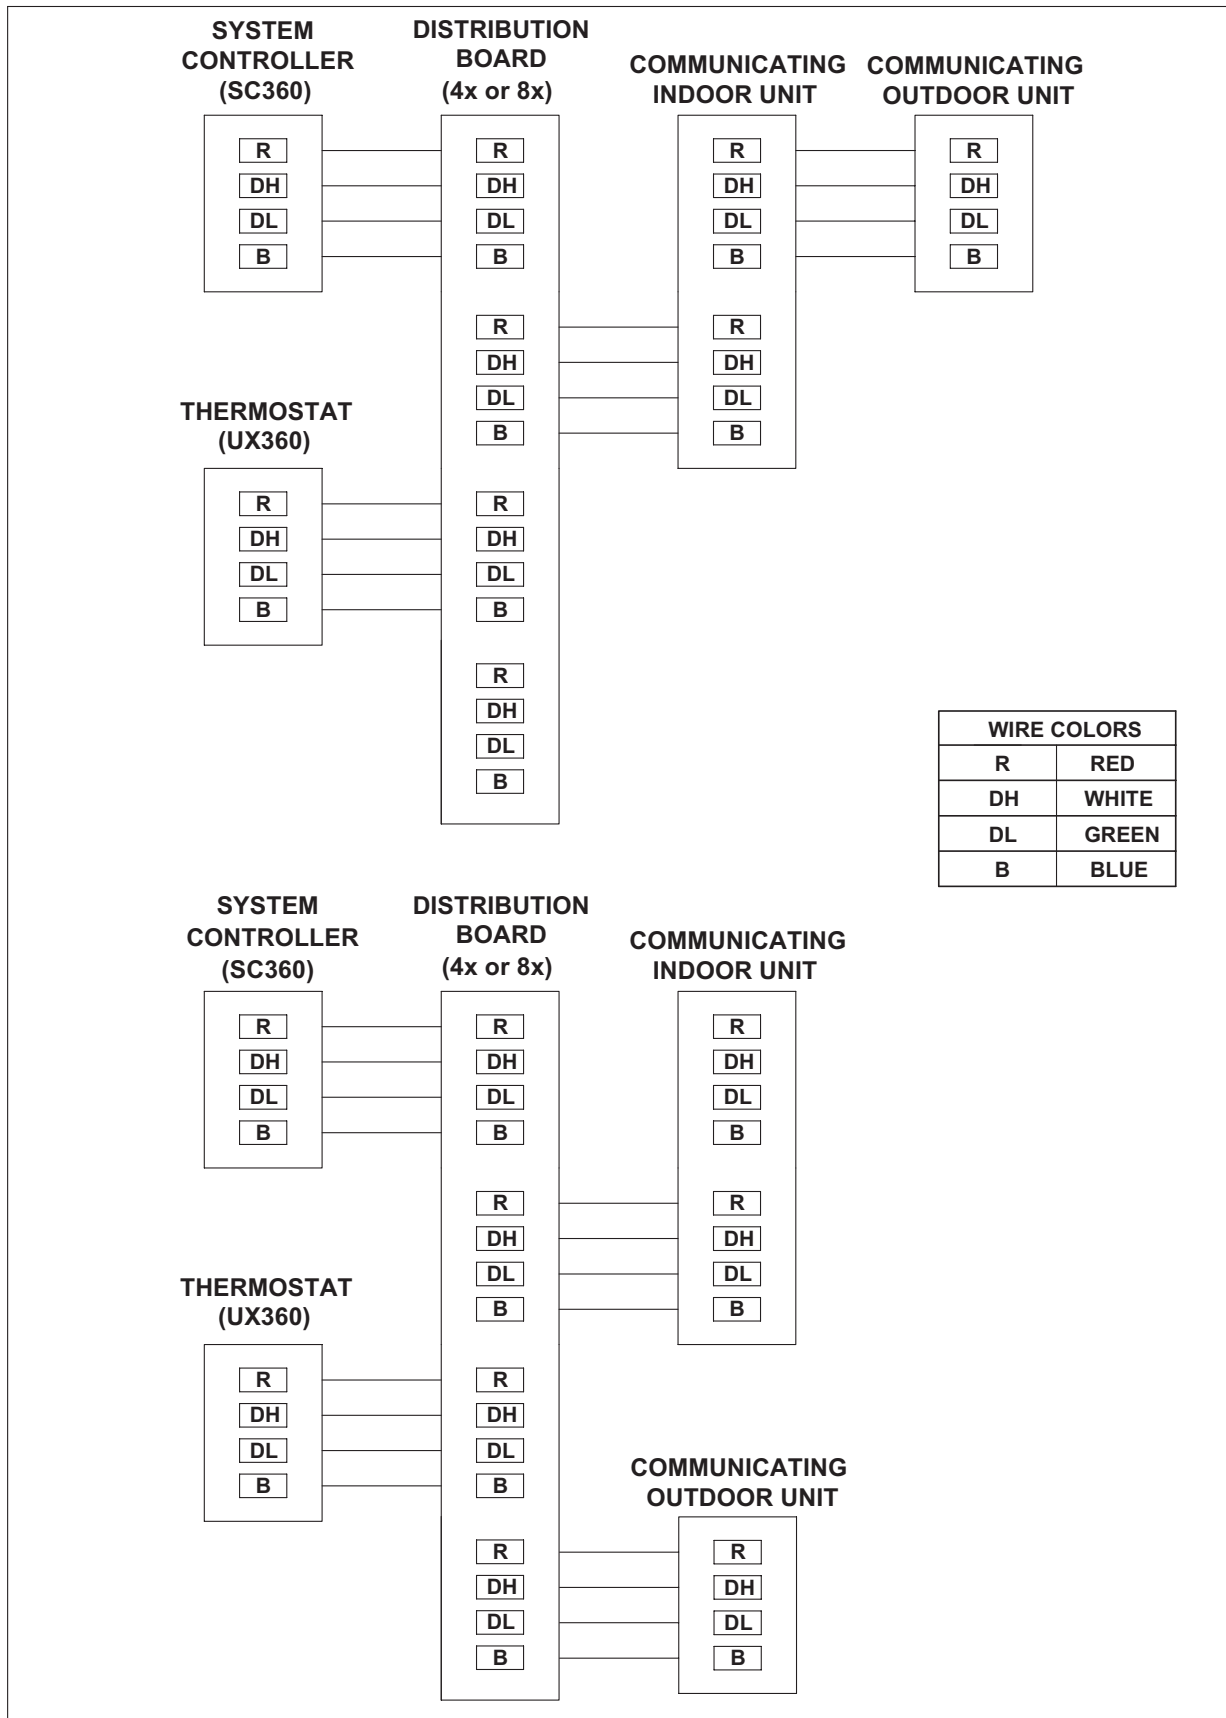 SYSTEM
CONTROLLER
(SC360)
DISTRIBUTION
BOARD
(4x or 8x)
COMMUNICATING
INDOOR UNIT
COMMUNICATING
OUTDOOR UNIT
R
DH
DL
B
R
DH
DL
B
R
DH
DL
B
R
DH
DL
B
R
DH
DL
B
R
DH
DL
B
THERMOSTAT
(UX360)
R
DH
DL
B
R
DH
DL
B
R
DH
DL
B
WIRE COLORS
R RED
DH WHITE
DL GREEN
B BLUE
SYSTEM
CONTROLLER
(SC360)
DISTRIBUTION
BOARD
(4x or 8x)
COMMUNICATING
INDOOR UNIT
R
DH
DL
B
R
DH
DL
B
R
DH
DL
B
R
DH
DL
B
R
DH
DL
B
THERMOSTAT
(UX360)
R
DH
DL
B
R
DH
DL
B
COMMUNICATING
OUTDOOR UNIT
R
DH
DL
B
R
DH
DL
B